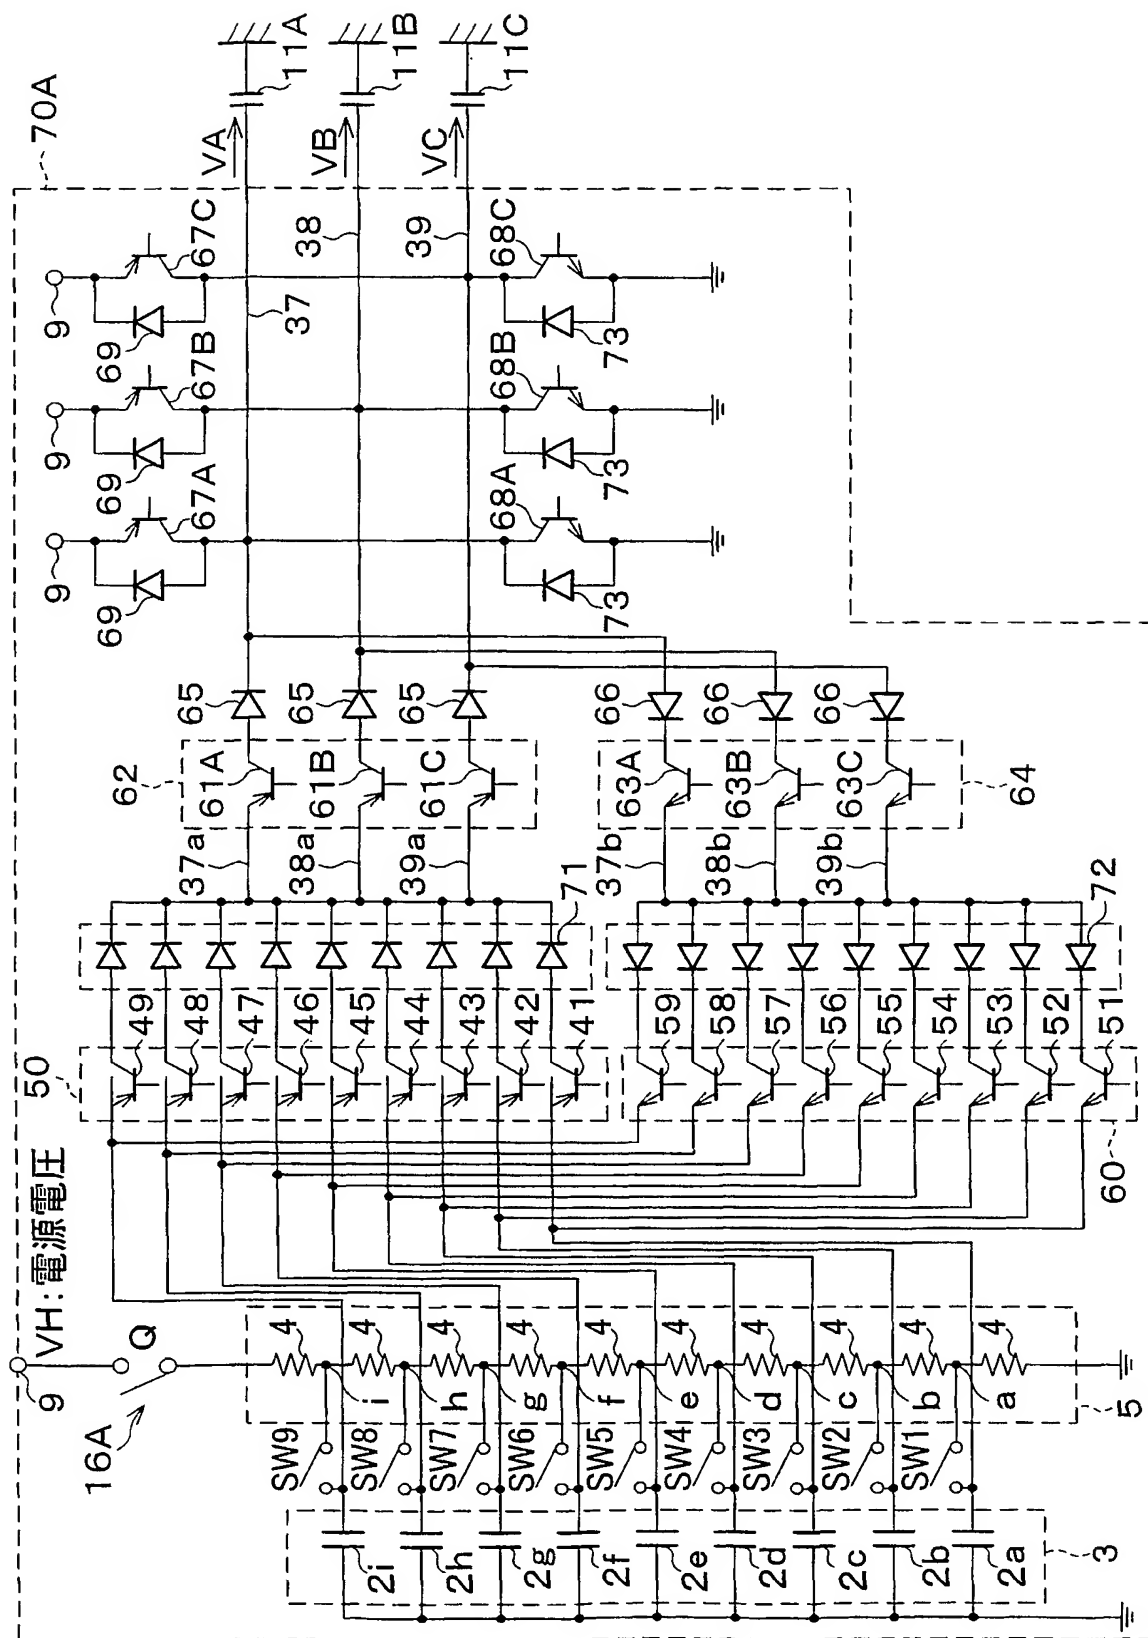 70A
9
9
9
69
69
69
67A
67B
67C
37
38
39
VA
VB
VC
11A
11B
11C
68A
68B
68C
73
73
73
62
65
65
65
61A
61B
61C
37a
38a
39a
66
66
66
63A
63B
63C
64
37b
38b
39b
71
72
50
49
48
47
46
45
44
43
42
41
59
58
57
56
55
54
53
52
51
60
VH:電源電圧
9
Q
16A
4
4
4
4
4
4
4
4
4
4
i
h
g
f
e
d
c
b
a
5
SW9
SW8
SW7
SW6
SW5
SW4
SW3
SW2
SW1
2i
2h
2g
2f
2e
2d
2c
2b
2a
3